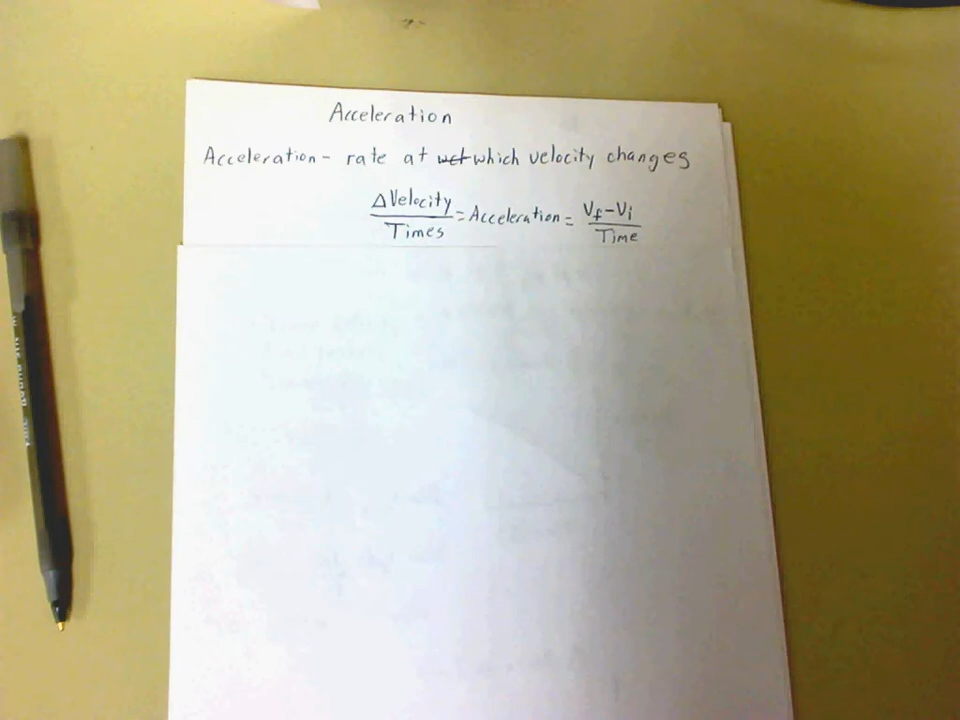 Acceleration
Acceleration - rate at which velocity changes
ΔVelocity/Times = Acceleration = Vf-Vi/Time